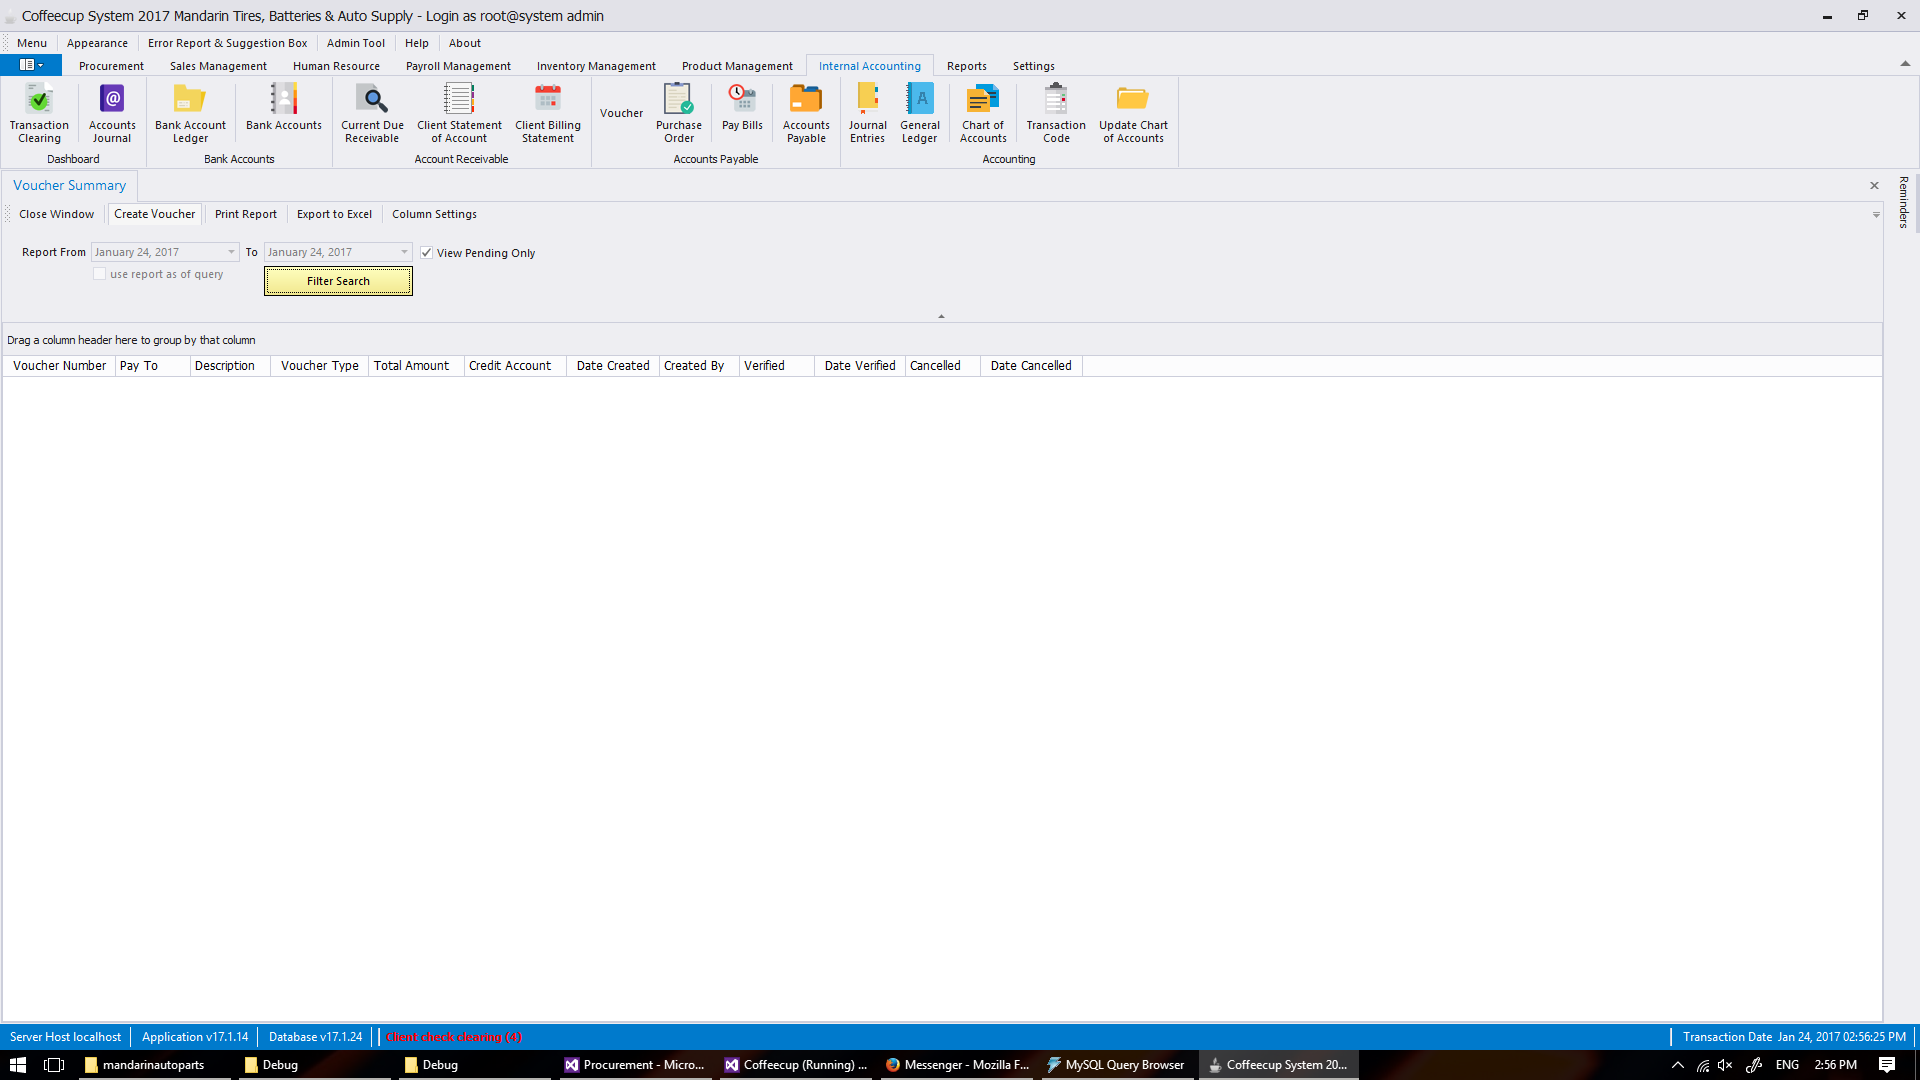 Coffeecup System 2017 Mandarin Tires, Batteries & Auto Supply - Login as root@system admin
Menu Appearance Error Report & Suggestion Box Admin Tool Help About
Procurement Sales Management Human Resource Payroll Management Inventory Management Product Management Internal Accounting Reports Settings
Transaction Clearing
Accounts Journal
Dashboard
Bank Account Ledger
Bank Accounts
Bank Accounts
Current Due Receivable
Client Statement of Account
Client Billing Statement
Account Receivable
Voucher
Purchase Order
Pay Bills
Accounts Payable
Accounts Payable
Journal Entries
General Ledger
Chart of Accounts
Transaction Code
Update Chart of Accounts
Accounting
Voucher Summary
Reminders
Close Window Create Voucher Print Report Export to Excel Column Settings
Report From January 24, 2017 To January 24, 2017 View Pending Only
use report as of query
Filter Search
Drag a column header here to group by that column
Voucher Number Pay To Description Voucher Type Total Amount Credit Account Date Created Created By Verified Date Verified Cancelled Date Cancelled
Server Host localhost Application v17.1.14 Database v17.1.24 Client check clearing (4) Transaction Date Jan 24, 2017 02:56:25 PM
mandarinautoparts Debug Debug Procurement - Micro... Coffeecup (Running) ... Messenger - Mozilla F... MySQL Query Browser Coffeecup System 20... ENG 2:56 PM